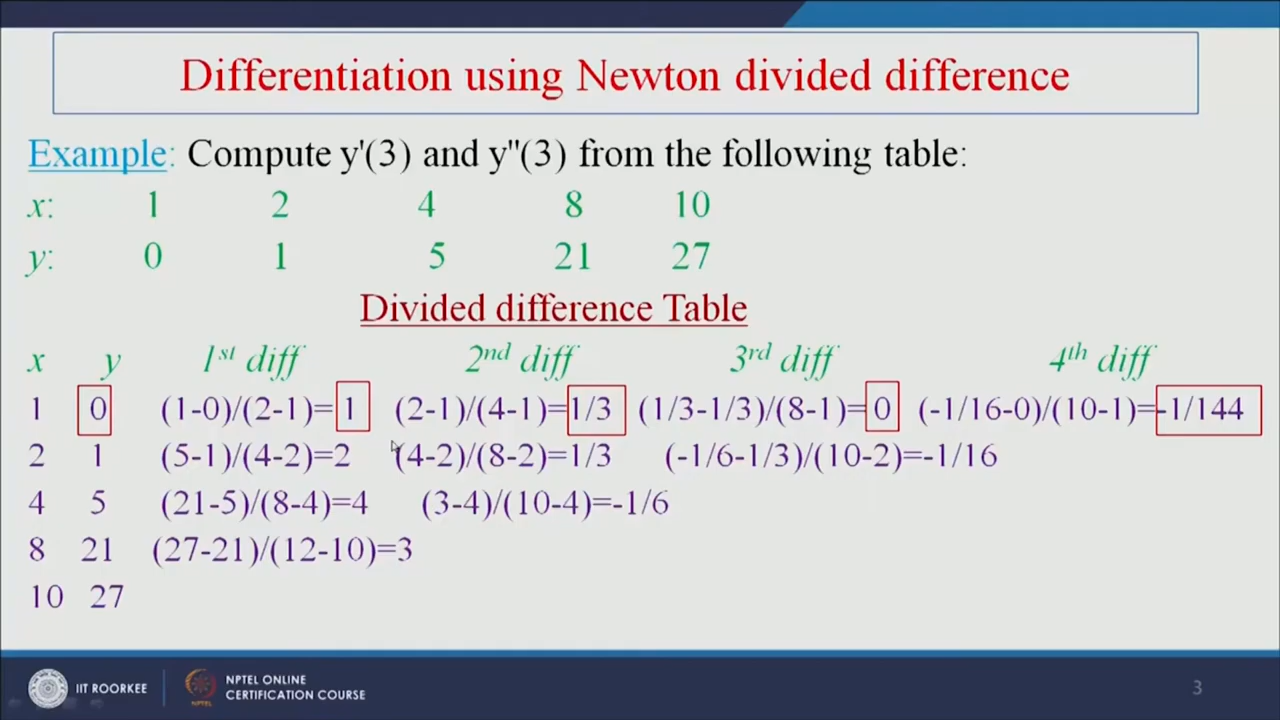 Differentiation using Newton divided difference
Example: Compute y'(3) and y"(3) from the following table:
x: 1 2 4 8 10
y: 0 1 5 21 27
Divided difference Table
x y 1st diff 2nd diff 3rd diff 4th diff
1 0 (1-0)/(2-1)= 1 (2-1)/(4-1)=1/3 (1/3-1/3)/(8-1)=0 (-1/16-0)/(10-1)=-1/144
2 1 (5-1)/(4-2)=2 (4-2)/(8-2)=1/3 (-1/6-1/3)/(10-2)=-1/16
4 5 (21-5)/(8-4)=4 (3-4)/(10-4)=-1/6
8 21 (27-21)/(12-10)=3
10 27
IIT ROORKEE
NPTEL ONLINE
CERTIFICATION COURSE
3